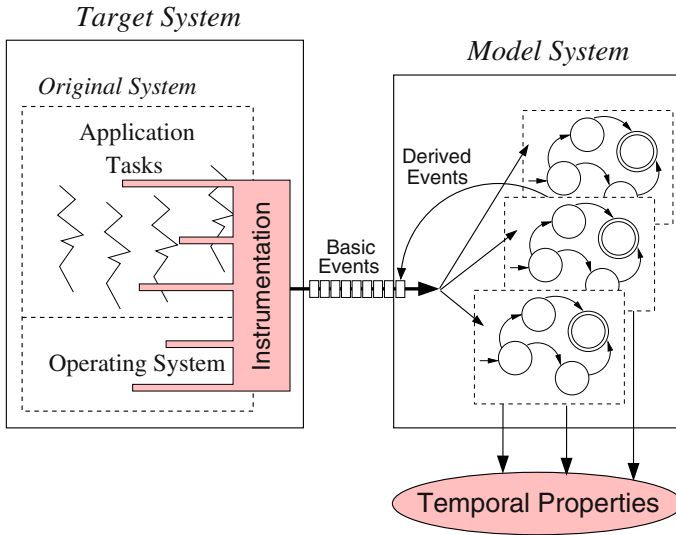 Target System
Model System
Original System
Application
Tasks
Derived
Events
Basic
Events
Instrumentation
Operating System
Temporal Properties